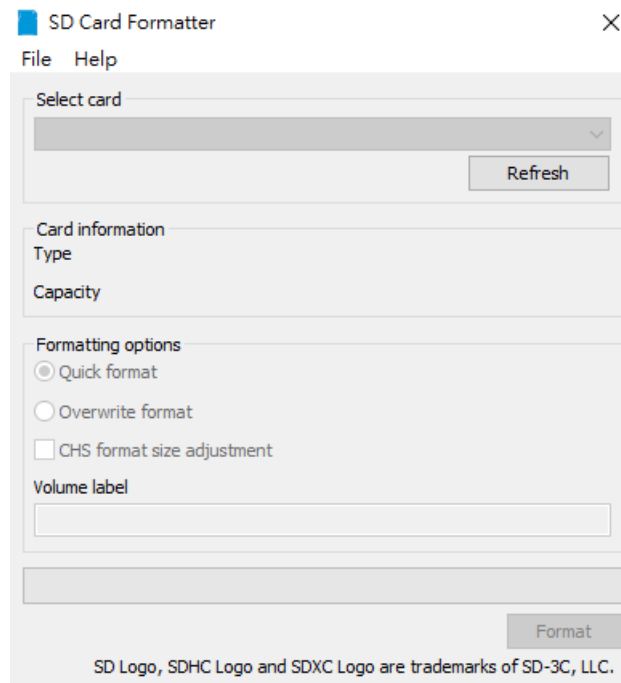 SD Card Formatter
File Help
Select card
Refresh
Card information
Type
Capacity
Formatting options
Quick format
Overwrite format
CHS format size adjustment
Volume label
Format
SD Logo, SDHC Logo and SDXC Logo are trademarks of SD-3C, LLC.